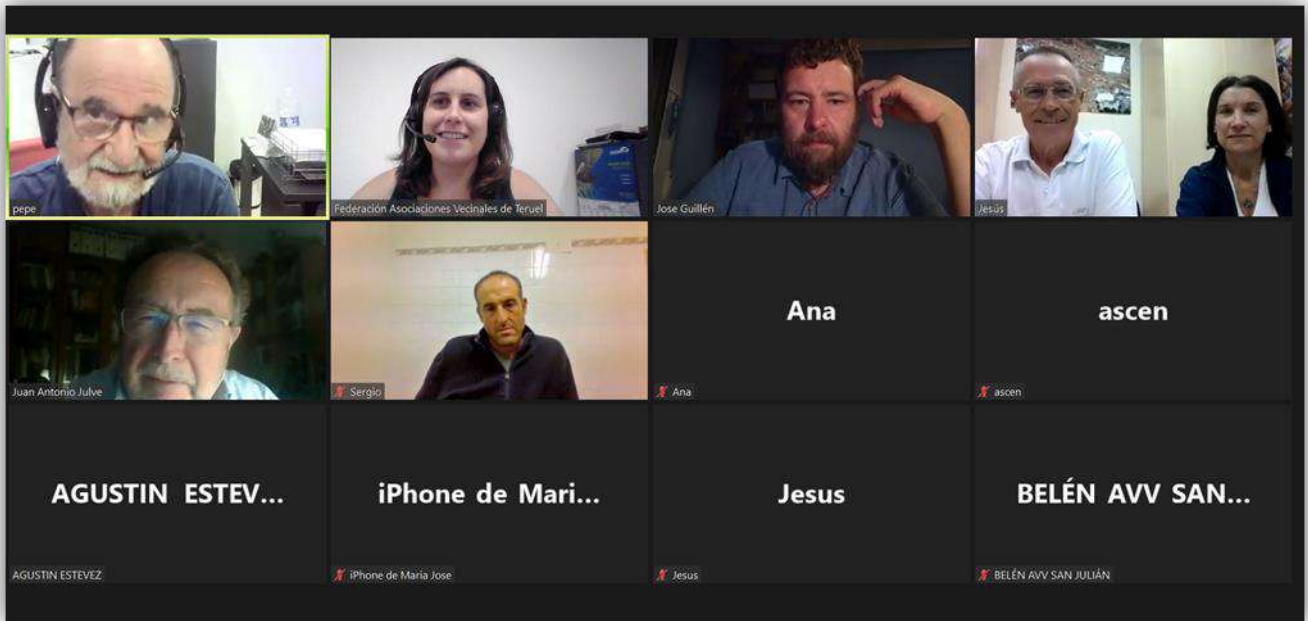 pepe
Federación Asociaciones Vecinales de Teruel
Jose Guillén
Jesús
Juan Antonio Julve
Sergio
Ana
Ana
ascen
ascen
AGUSTIN ESTEV...
AGUSTIN ESTEVEZ
iPhone de Mari...
iPhone de Maria Jose
Jesus
Jesus
BELÉN AVV SAN...
BELÉN AVV SAN JULIÁN